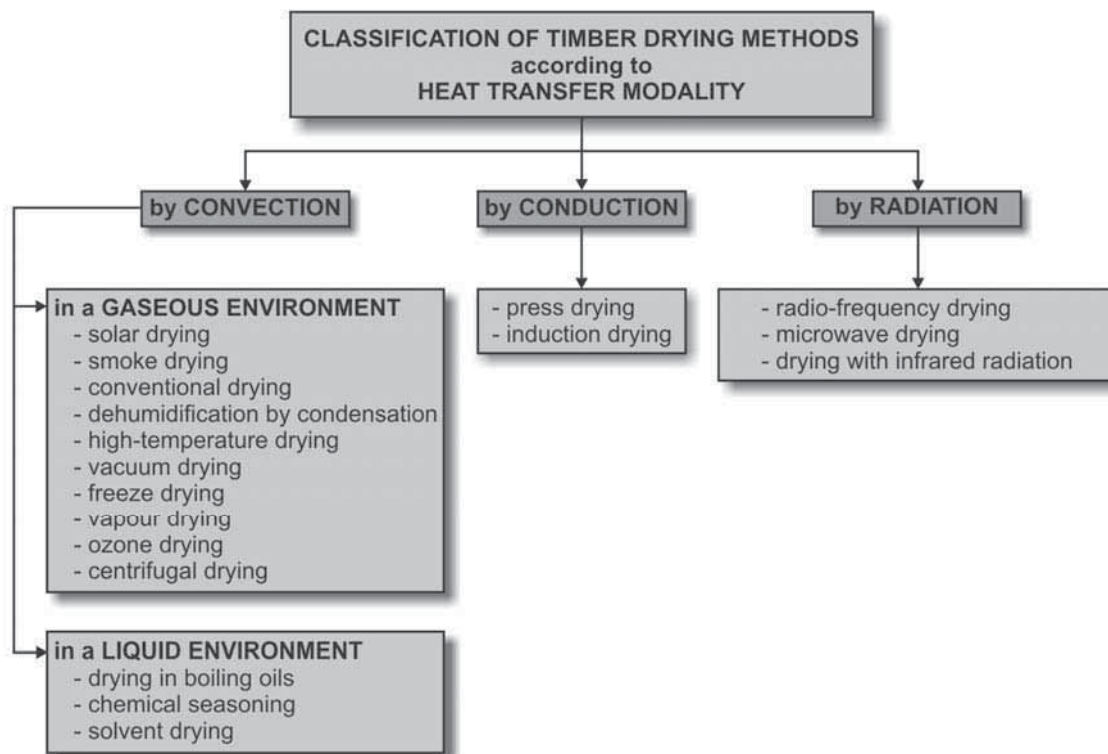 CLASSIFICATION OF TIMBER DRYING METHODS
according to
HEAT TRANSFER MODALITY
by CONVECTION
by CONDUCTION
by RADIATION
in a GASEOUS ENVIRONMENT
- solar drying
- smoke drying
- conventional drying
- dehumidification by condensation
- high-temperature drying
- vacuum drying
- freeze drying
- vapour drying
- ozone drying
- centrifugal drying
in a LIQUID ENVIRONMENT
- drying in boiling oils
- chemical seasoning
- solvent drying
- press drying
- induction drying
- radio-frequency drying
- microwave drying
- drying with infrared radiation